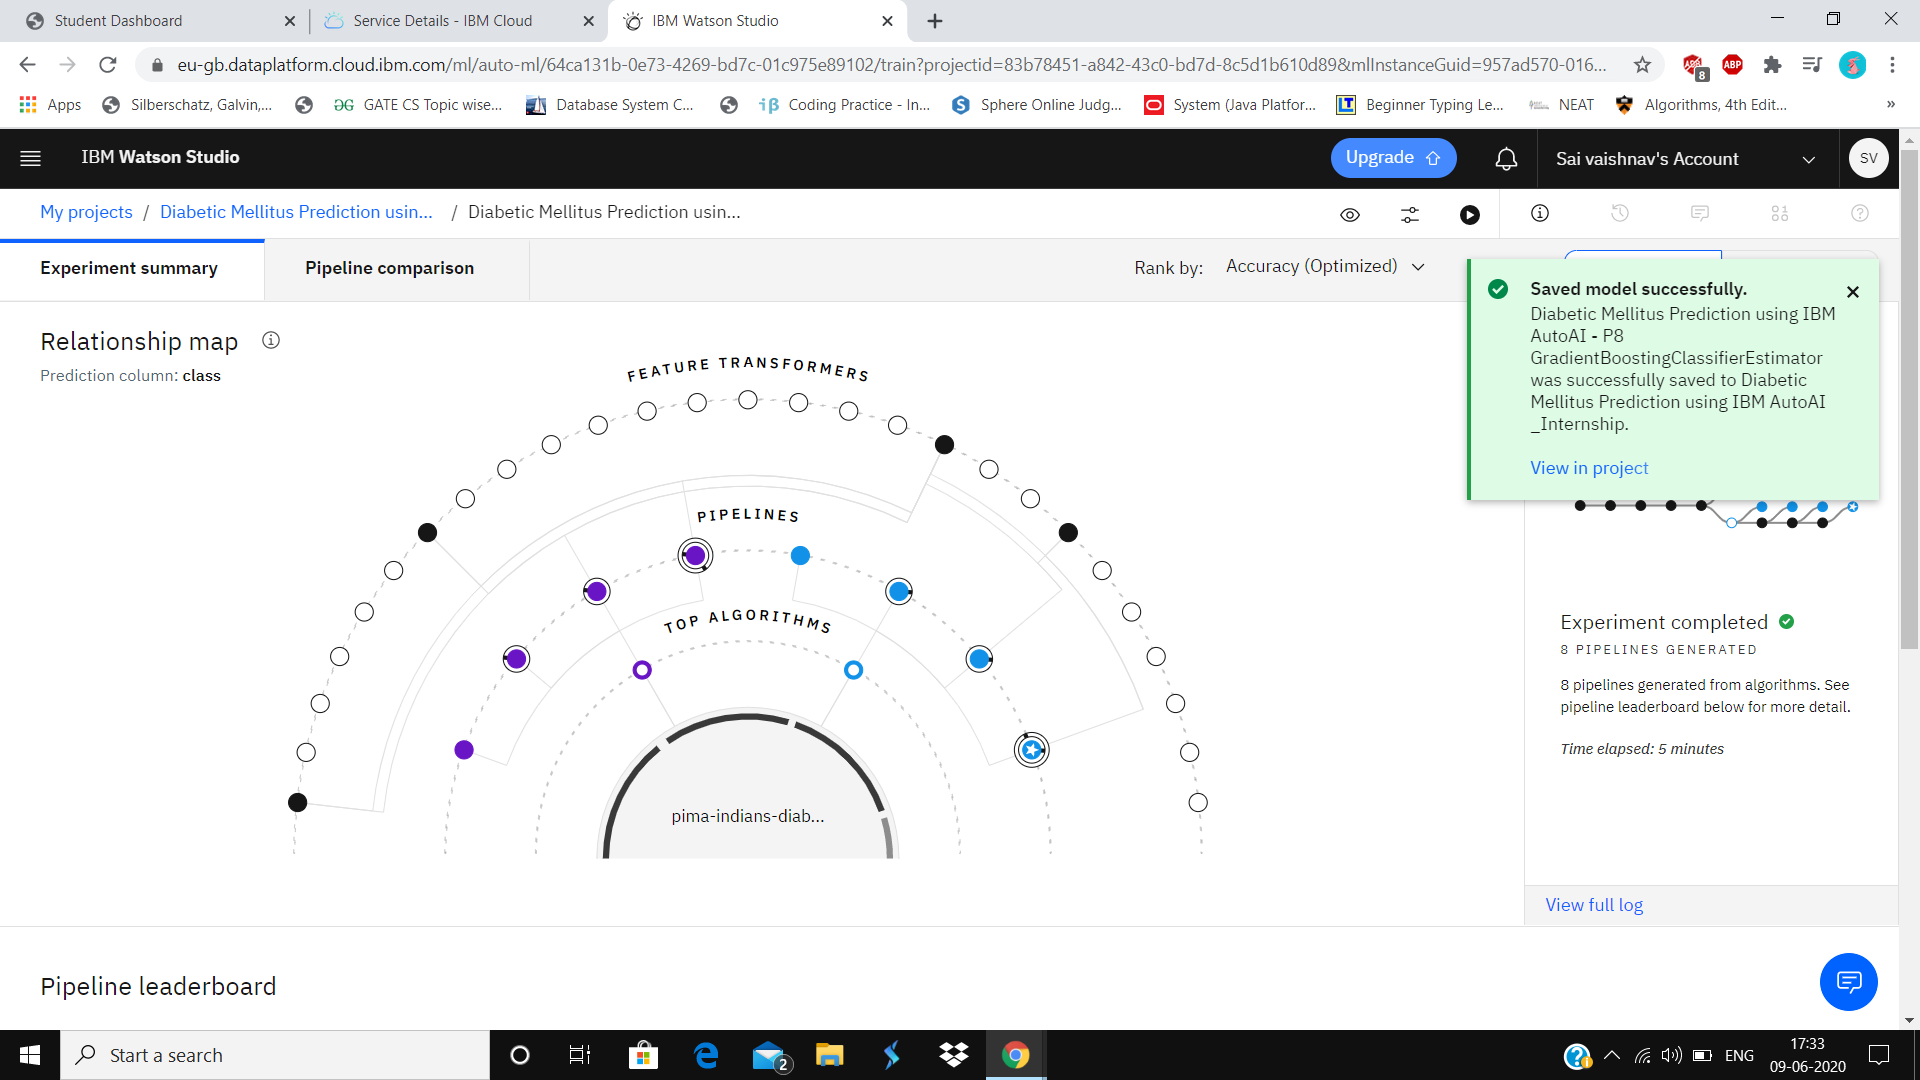 Student Dashboard
Service Details - IBM Cloud
IBM Watson Studio
eu-gb.dataplatform.cloud.ibm.com/ml/auto-ml/64ca131b-0e73-4269-bd7c-01c975e89102/train?projectid=83b78451-a842-43c0-bd7d-8c5d1b610d89&mlInstanceGuid=957ad570-016...
8
ABP
Apps
Silberschatz, Galvin,...
GATE CS Topic wise...
Database System C...
Coding Practice - In...
Sphere Online Judg...
System (Java Platfor...
Beginner Typing Le...
NEAT
Algorithms, 4th Edit...
»
IBM Watson Studio
Upgrade
Sai vaishnav's Account
SV
My projects / Diabetic Mellitus Prediction usin... / Diabetic Mellitus Prediction usin...
Experiment summary
Pipeline comparison
Rank by: Accuracy (Optimized)
Saved model successfully.
Diabetic Mellitus Prediction using IBM
AutoAI - P8
GradientBoostingClassifierEstimator
was successfully saved to Diabetic
Mellitus Prediction using IBM AutoAI
_Internship.
View in project
Relationship map
Prediction column: class
FEATURE TRANSFORMERS
PIPELINES
TOP ALGORITHMS
pima-indians-diab...
Experiment completed
8 PIPELINES GENERATED
8 pipelines generated from algorithms. See
pipeline leaderboard below for more detail.
Time elapsed: 5 minutes
View full log
Pipeline leaderboard
Start a search
2
ENG
17:33
09-06-2020